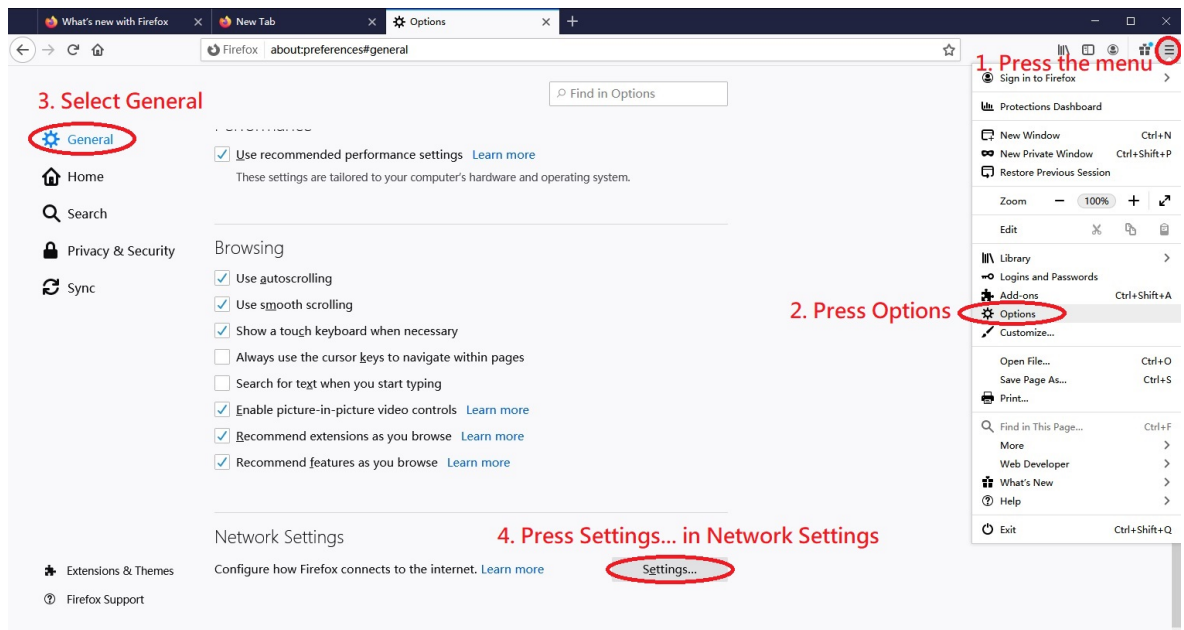 What's new with Firefox
New Tab
Options
Firefox about:preferences#general
1. Press the menu
Sign in to Firefox
Protections Dashboard
New Window Ctrl+N
New Private Window Ctrl+Shift+P
Restore Previous Session
Zoom 100%
Edit
Library
Logins and Passwords
Add-ons Ctrl+Shift+A
2. Press Options
Options
Customize...
Open File... Ctrl+O
Save Page As... Ctrl+S
Print...
Find in This Page... Ctrl+F
More
Web Developer
What's New
Help
Exit Ctrl+Shift+Q
3. Select General
General
Home
Search
Privacy & Security
Sync
Extensions & Themes
Firefox Support
Find in Options
Performance
Use recommended performance settings Learn more
These settings are tailored to your computer's hardware and operating system.
Browsing
Use autoscrolling
Use smooth scrolling
Show a touch keyboard when necessary
Always use the cursor keys to navigate within pages
Search for text when you start typing
Enable picture-in-picture video controls Learn more
Recommend extensions as you browse Learn more
Recommend features as you browse Learn more
Network Settings
4. Press Settings... in Network Settings
Configure how Firefox connects to the internet. Learn more
Settings...